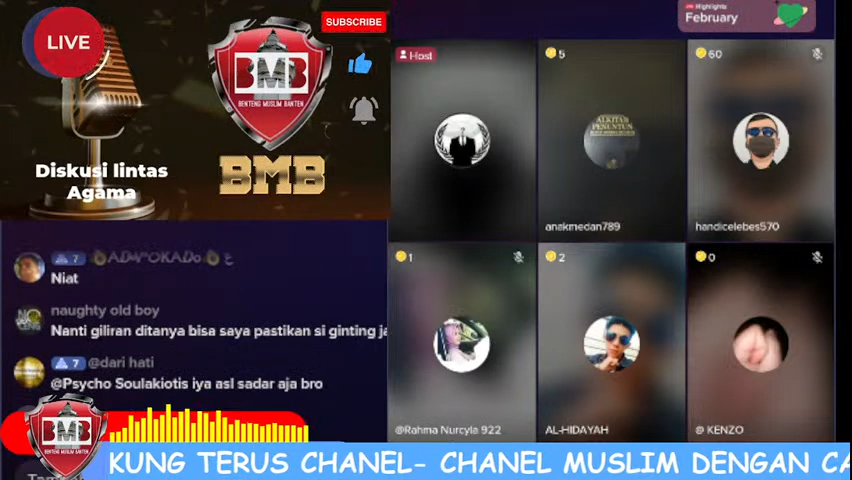 LIVE
SUBSCRIBE
BMB
BENTENG MUSLIM BANTEN
BMB
Diskusi lintas
Agama
Highlights
February
Host
5
60
ALKITAB
PENUNTUN
anakmedan789
handicelebes570
1
2
0
@Rahma Nurcyla 922
AL-HIDAYAH
@ KENZO
7
Niat
naughty old boy
Nanti giliran ditanya bisa saya pastikan si ginting ja
7 @dari hati
@Psycho Soulakiotis iya asl sadar aja bro
BMB
KUNG TERUS CHANEL- CHANEL MUSLIM DENGAN CA